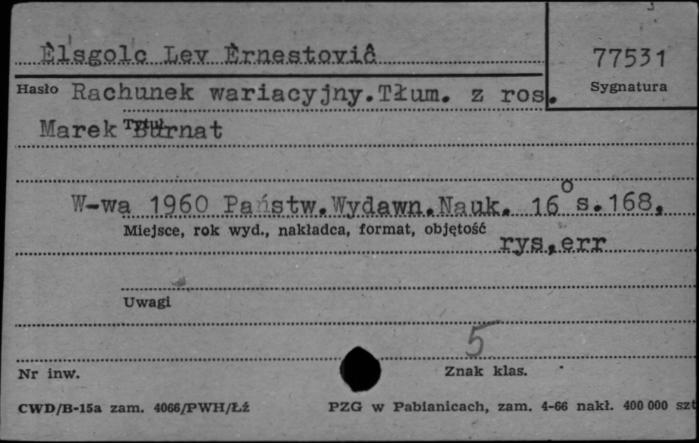 Èlsgolc Lev Èrnestovič
77531
Hasło Rachunek wariacyjny.Tłum. z ros.
Sygnatura
Marek Burnat
Tytuł
W-wa 1960 Państw.Wydawn.Nauk. 16° s.168,
Miejsce, rok wyd., nakładca, format, objętość
rys,err
Uwagi
5
Nr inw.
Znak klas.
CWD/B-15a zam. 4066/PWH/Łź
PZG w Pabianicach, zam. 4-66 nakł. 400 000 szt